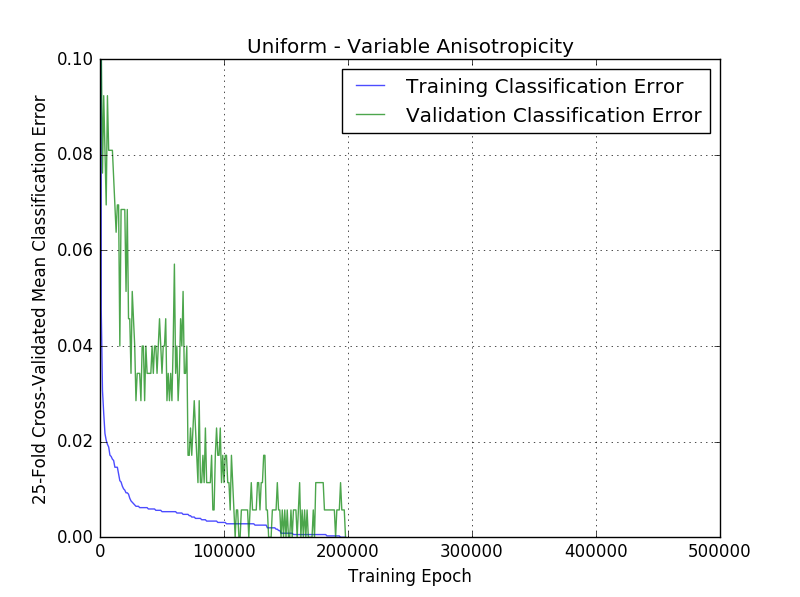 Uniform - Variable Anisotropicity
Training Classification Error
Validation Classification Error
25-Fold Cross-Validated Mean Classification Error
0.10
0.08
0.06
0.04
0.02
0.00
0 100000 200000 300000 400000 500000
Training Epoch